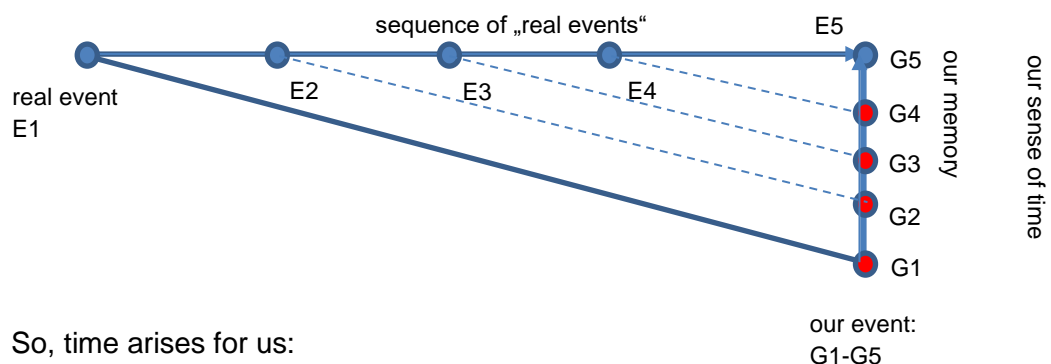 sequence of „real events“
E5
G5
real event
E1
E2
E3
E4
G4
G3
G2
G1
our memory
our sense of time
our event:
G1-G5
So, time arises for us: